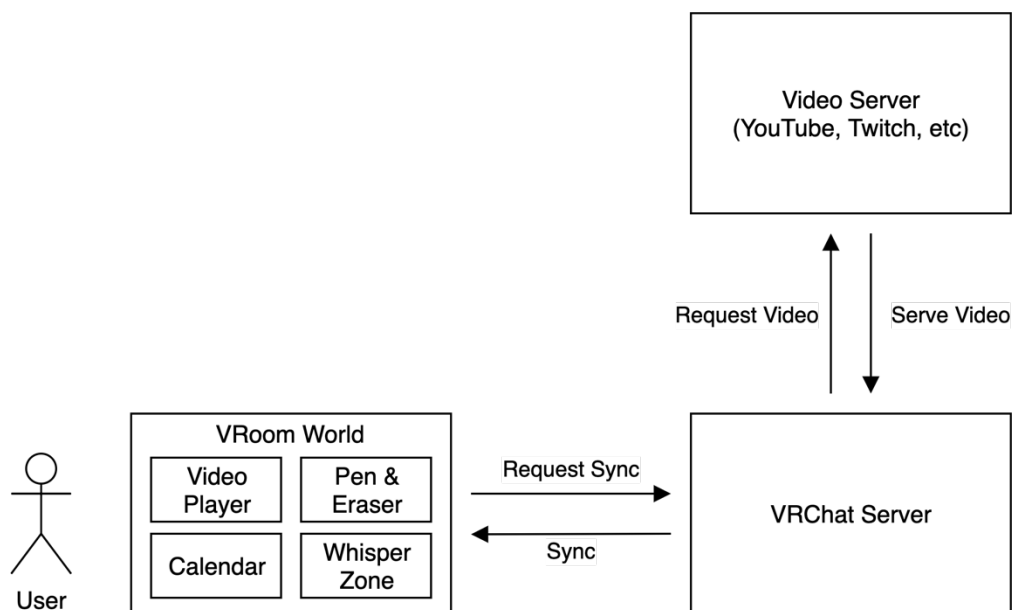 Video Server
(YouTube, Twitch, etc)
Request Video
Serve Video
VRoom World
Video
Player
Pen &
Eraser
Calendar
Whisper
Zone
Request Sync
Sync
VRChat Server
User